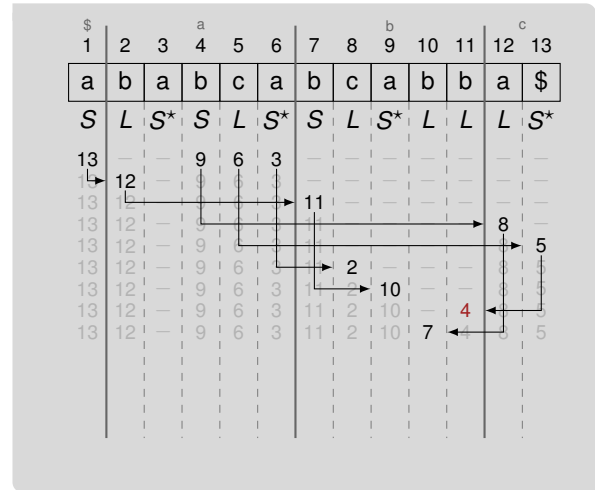 $ a b c
1 2 3 4 5 6 7 8 9 10 11 12 13
a b a b c a b c a b b a $
S L S* S L S* S L S* L L L S*
13 — — 9 6 3 — — — — — — —
13 12 — 9 6 3 — — — — — — —
13 12 — 9 6 3 11 — — — — — —
13 12 — 9 6 3 11 — — — — 8 —
13 12 — 9 6 3 11 — — — — 8 5
13 12 — 9 6 3 11 2 — — — 8 5
13 12 — 9 6 3 11 2 10 — — 8 5
13 12 — 9 6 3 11 2 10 — 4 8 5
13 12 — 9 6 3 11 2 10 7 4 8 5